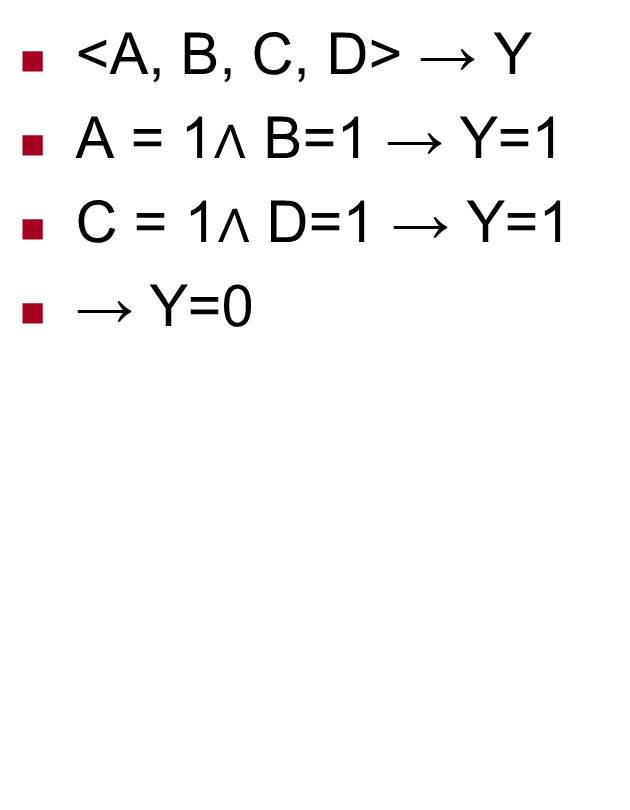 ■ <A, B, C, D> → Y
■ A = 1∧ B=1 → Y=1
■ C = 1∧ D=1 → Y=1
■ → Y=0